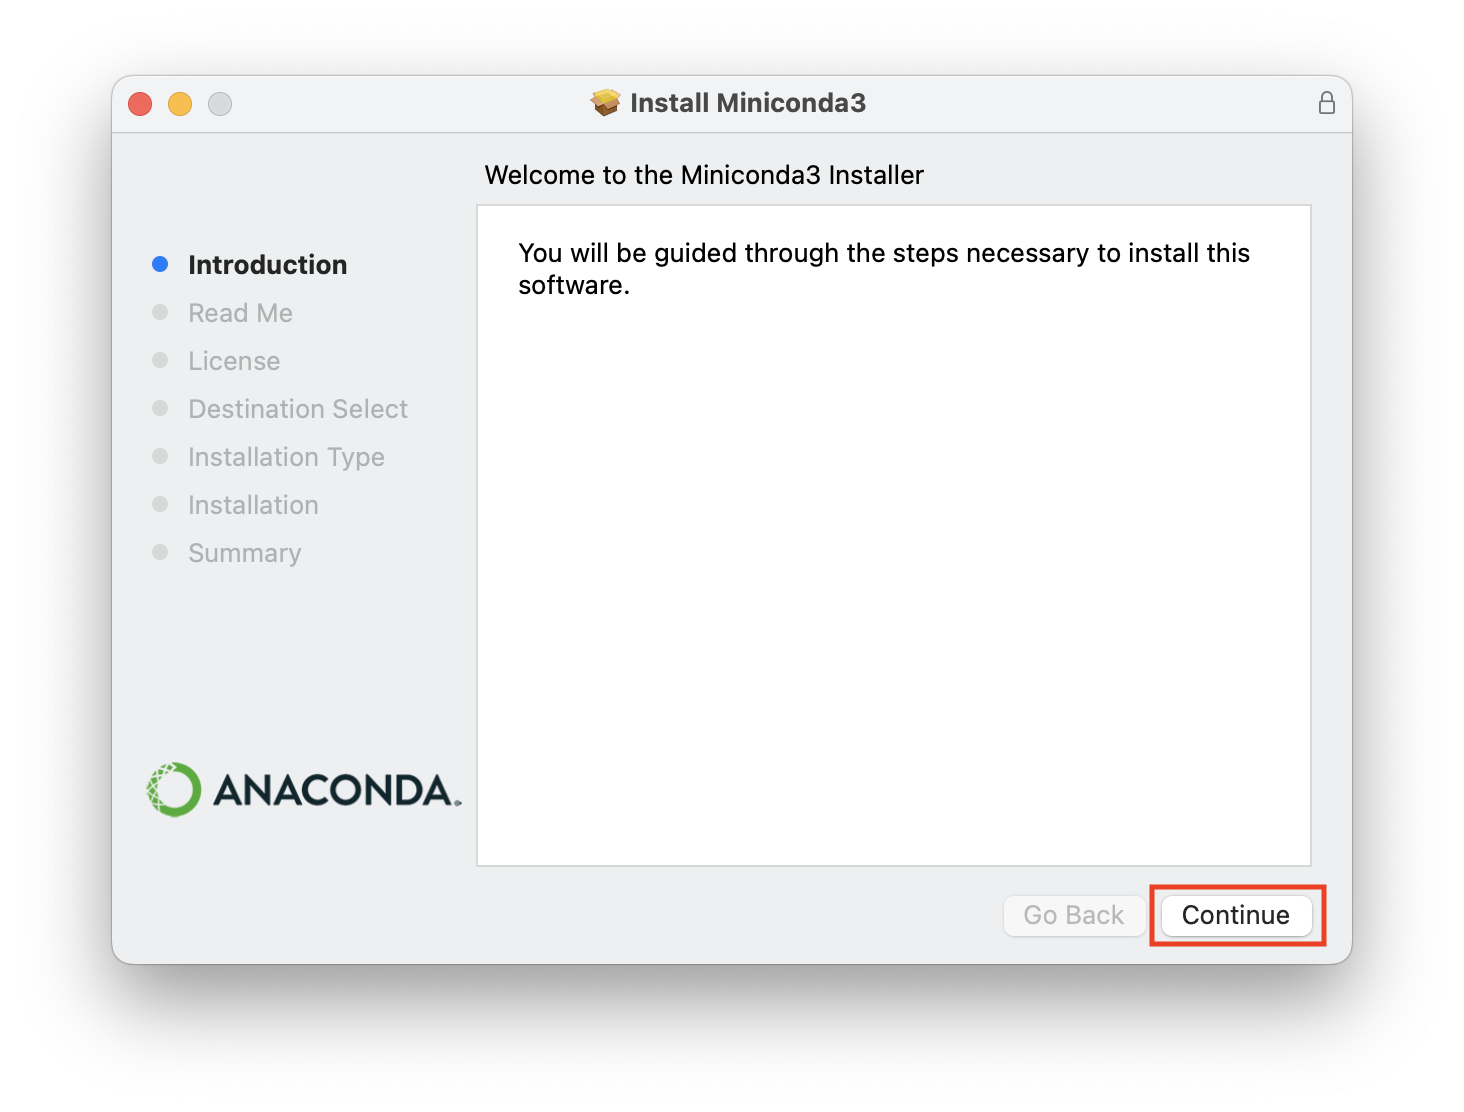 Install Miniconda3
Welcome to the Miniconda3 Installer
Introduction
Read Me
License
Destination Select
Installation Type
Installation
Summary
You will be guided through the steps necessary to install this
software.
ANACONDA.
Go Back
Continue